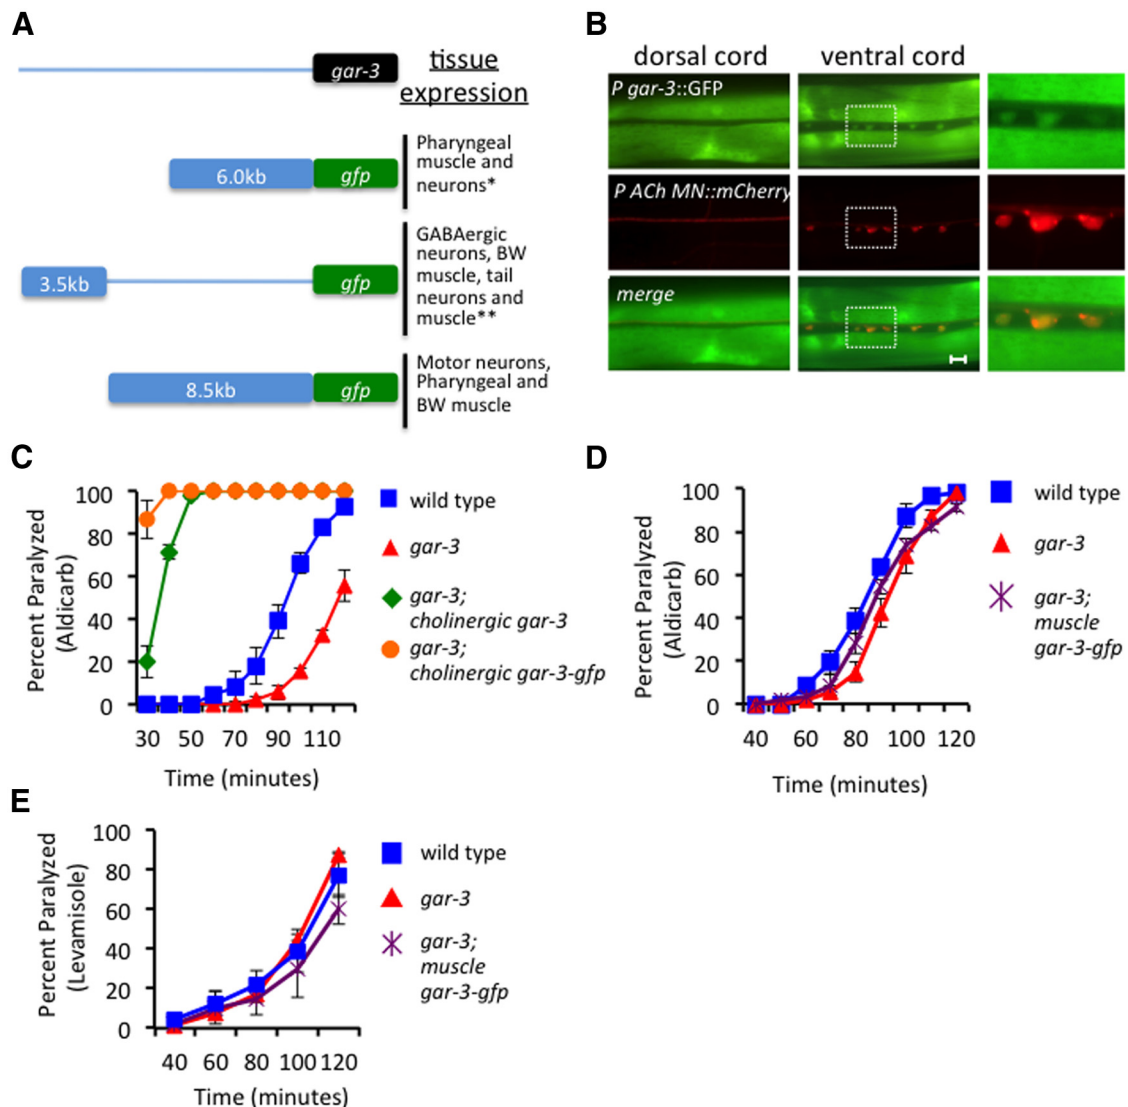 A
gar-3
tissue
expression
6.0kb
gfp
Pharyngeal
muscle and
neurons*
3.5kb
gfp
GABAergic
neurons, BW
muscle, tail
neurons and
muscle**
8.5kb
gfp
Motor neurons,
Pharyngeal and
BW muscle
B
dorsal cord
ventral cord
P gar-3::GFP
P ACh MN::mCherry
merge
C
Percent Paralyzed
(Aldicarb)
100
80
60
40
20
0
30 50 70 90 110
Time (minutes)
wild type
gar-3
gar-3;
cholinergic gar-3
gar-3;
cholinergic gar-3-gfp
D
Percent Paralyzed
(Aldicarb)
100
80
60
40
20
0
40 60 80 100 120
Time (minutes)
wild type
gar-3
gar-3;
muscle
gar-3-gfp
E
Percent Paralyzed
(Levamisole)
100
80
60
40
20
0
40 60 80 100 120
Time (minutes)
wild type
gar-3
gar-3;
muscle
gar-3-gfp